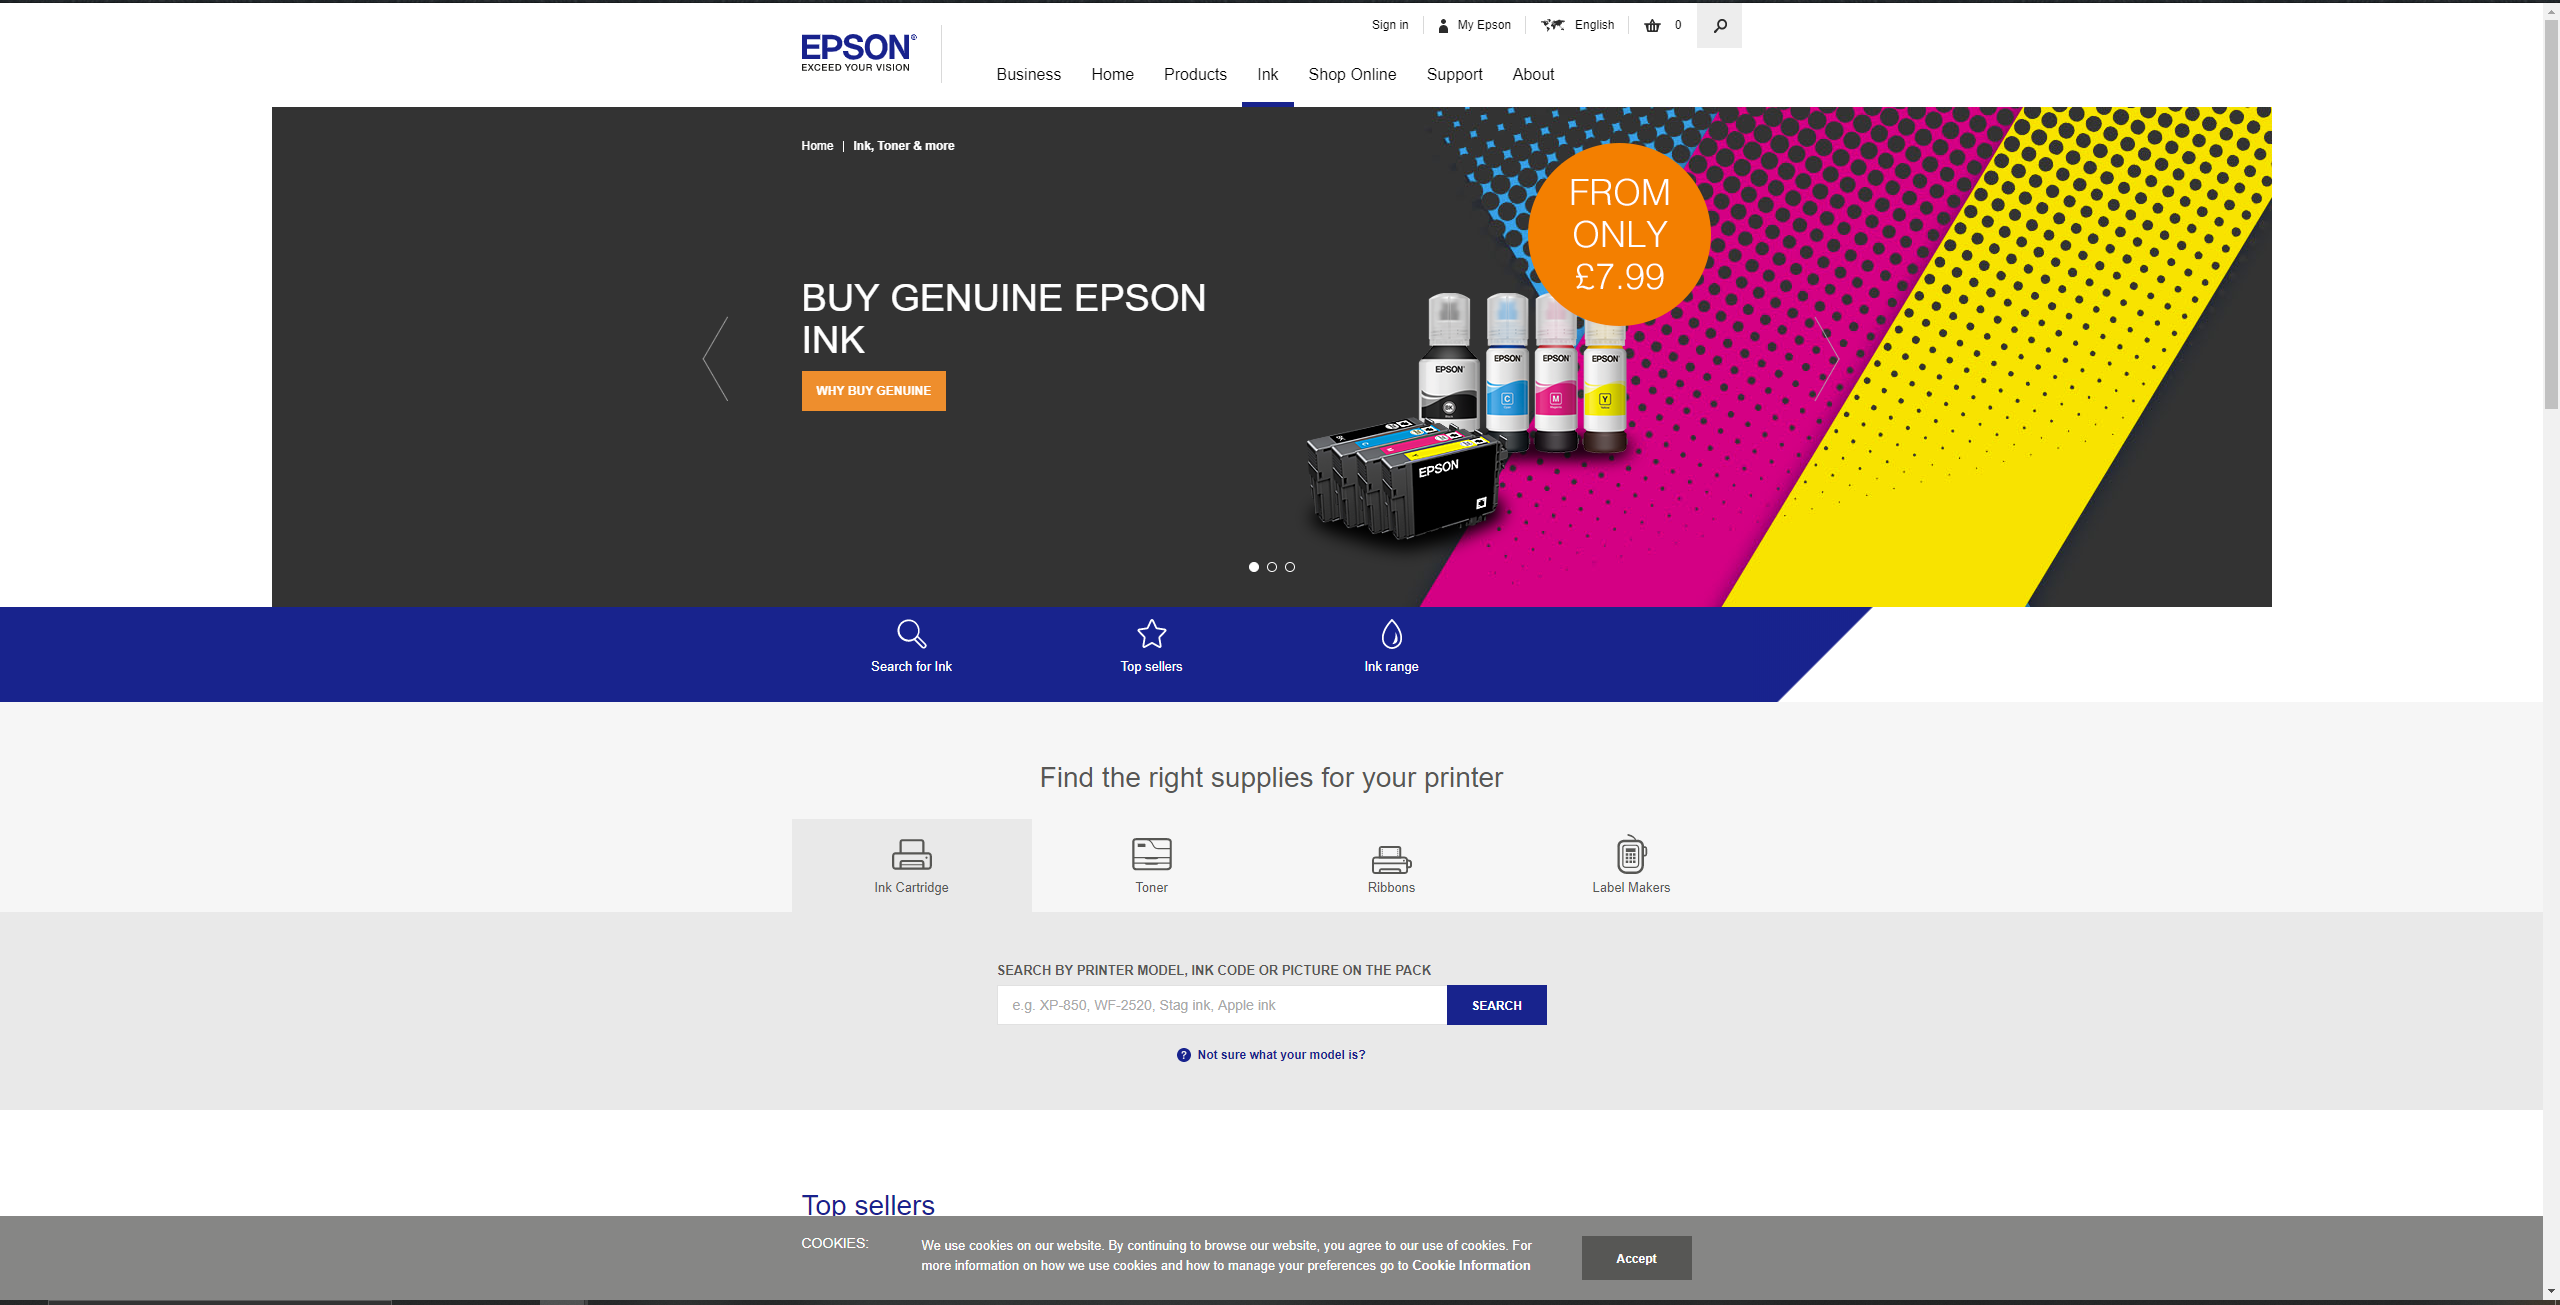 Sign in
My Epson
English
0
EPSON®
EXCEED YOUR VISION
Business
Home
Products
Ink
Shop Online
Support
About
Home | Ink, Toner & more
FROM
ONLY
£7.99
BUY GENUINE EPSON
INK
WHY BUY GENUINE
EPSON
EPSON
EPSON
EPSON
BK
C
M
Y
EPSON
Search for Ink
Top sellers
Ink range
Find the right supplies for your printer
Ink Cartridge
Toner
Ribbons
Label Makers
SEARCH BY PRINTER MODEL, INK CODE OR PICTURE ON THE PACK
e.g. XP-850, WF-2520, Stag ink, Apple ink
SEARCH
? Not sure what your model is?
Top sellers
COOKIES:
We use cookies on our website. By continuing to browse our website, you agree to our use of cookies. For
more information on how we use cookies and how to manage your preferences go to Cookie Information
Accept